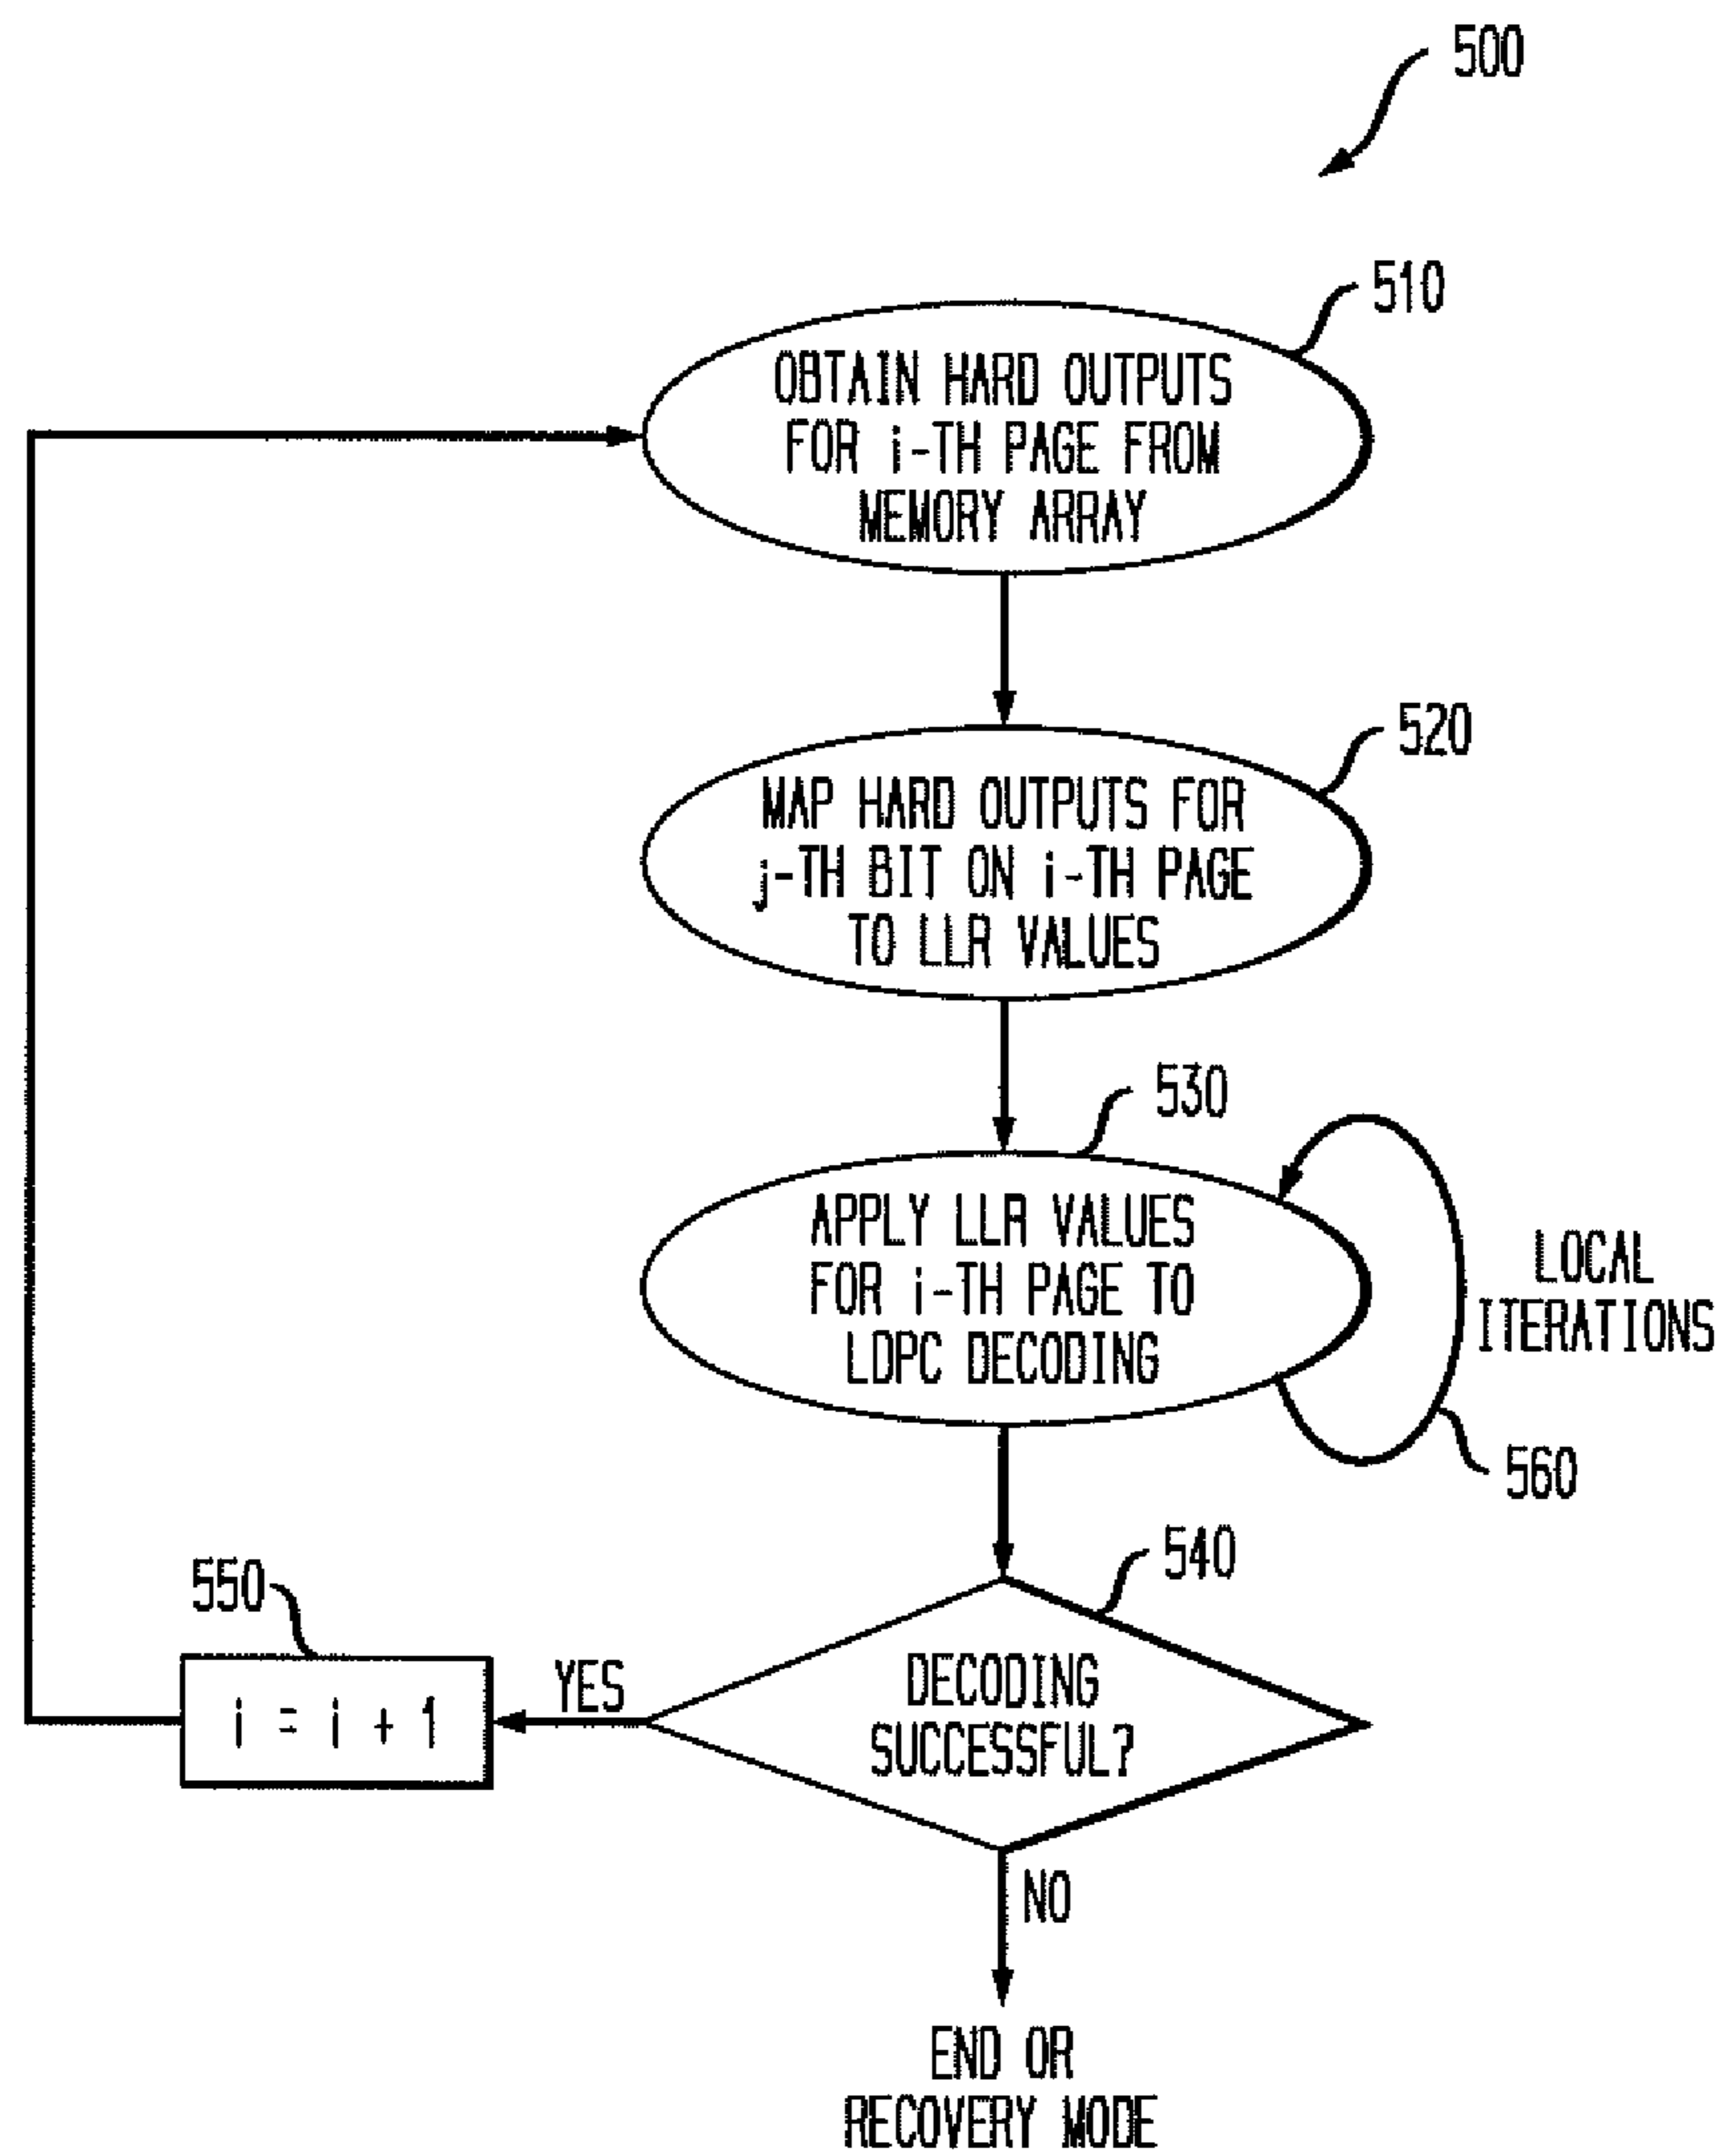 500
510
OBTAIN HARD OUTPUTS
FOR i-TH PAGE FROM
MEMORY ARRAY
520
MAP HARD OUTPUTS FOR
j-TH BIT ON i-TH PAGE
TO LLR VALUES
530
APPLY LLR VALUES
FOR i-TH PAGE TO
LDPC DECODING
LOCAL
ITERATIONS
560
540
550
DECODING
SUCCESSFUL?
YES
i = i + 1
NO
END OR
RECOVERY MODE